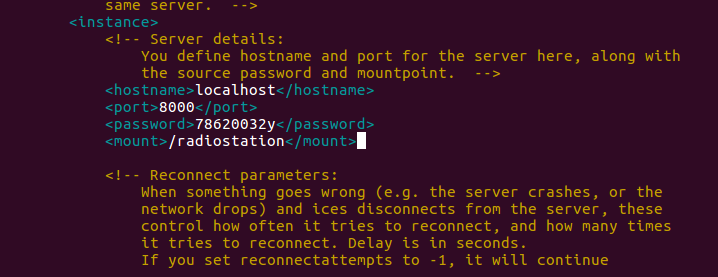 same server.  -->
<instance>
<!-- Server details:
You define hostname and port for the server here, along with
the source password and mountpoint.  -->
<hostname>localhost</hostname>
<port>8000</port>
<password>78620032y</password>
<mount>/radiostation</mount>
<!-- Reconnect parameters:
When something goes wrong (e.g. the server crashes, or the
network drops) and ices disconnects from the server, these
control how often it tries to reconnect, and how many times
it tries to reconnect. Delay is in seconds.
If you set reconnectattempts to -1, it will continue